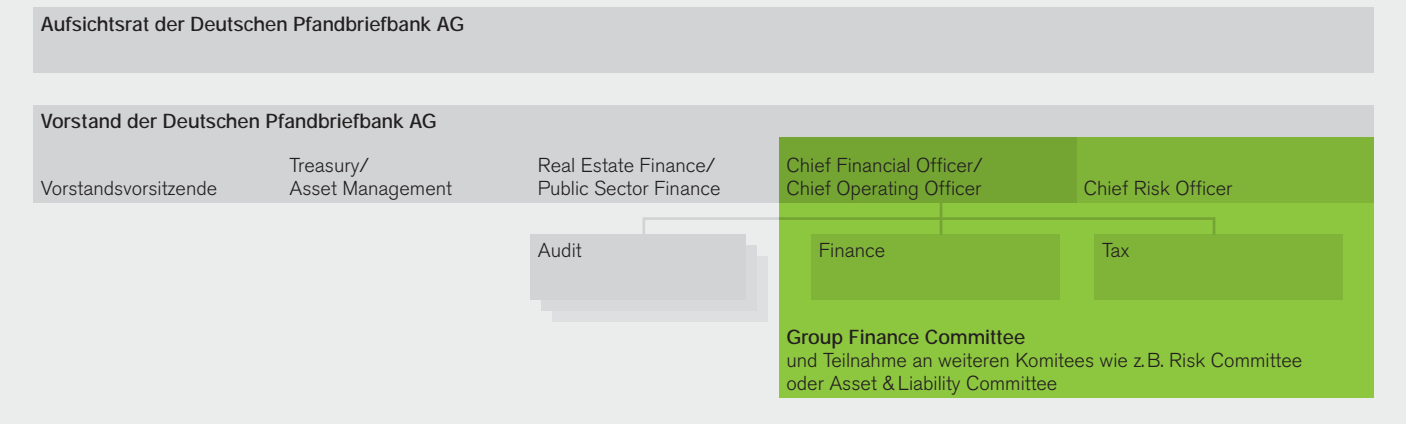 Aufsichtsrat der Deutschen Pfandbriefbank AG
Vorstand der Deutschen Pfandbriefbank AG
Vorstandsvorsitzende
Treasury/
Asset Management
Real Estate Finance/
Public Sector Finance
Chief Financial Officer/
Chief Operating Officer
Chief Risk Officer
Audit
Finance
Tax
Group Finance Committee
und Teilnahme an weiteren Komitees wie z.B. Risk Committee
oder Asset & Liability Committee